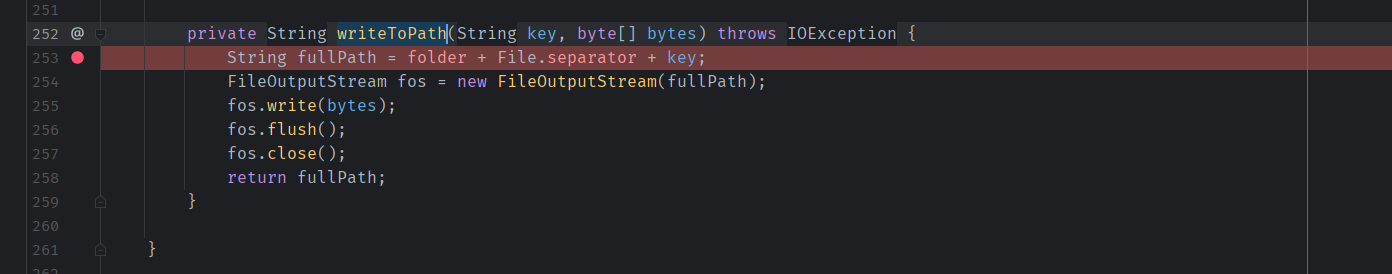 251
252 @ private String writeToPath(String key, byte[] bytes) throws IOException {
253 String fullPath = folder + File.separator + key;
254 FileOutputStream fos = new FileOutputStream(fullPath);
255 fos.write(bytes);
256 fos.flush();
257 fos.close();
258 return fullPath;
259 }
260
261 }
262